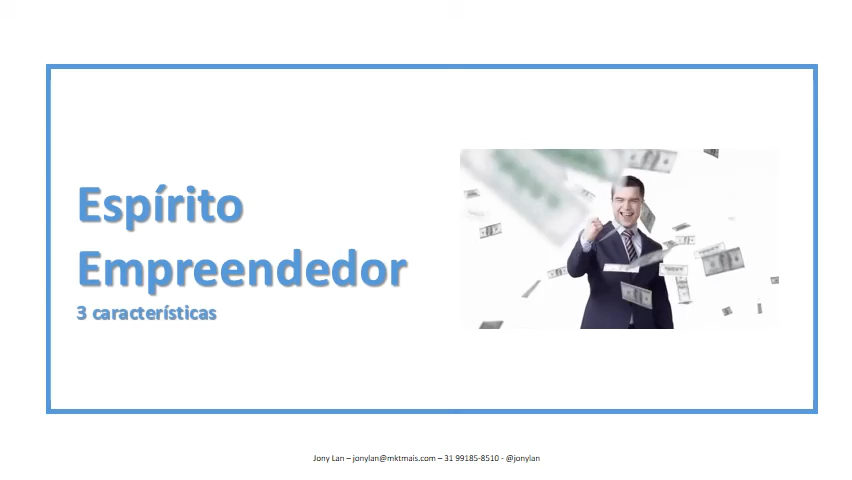 Espírito
Empreendedor
3 características
Jony Lan – jonylan@mktmais.com – 31 99185-8510 - @jonylan